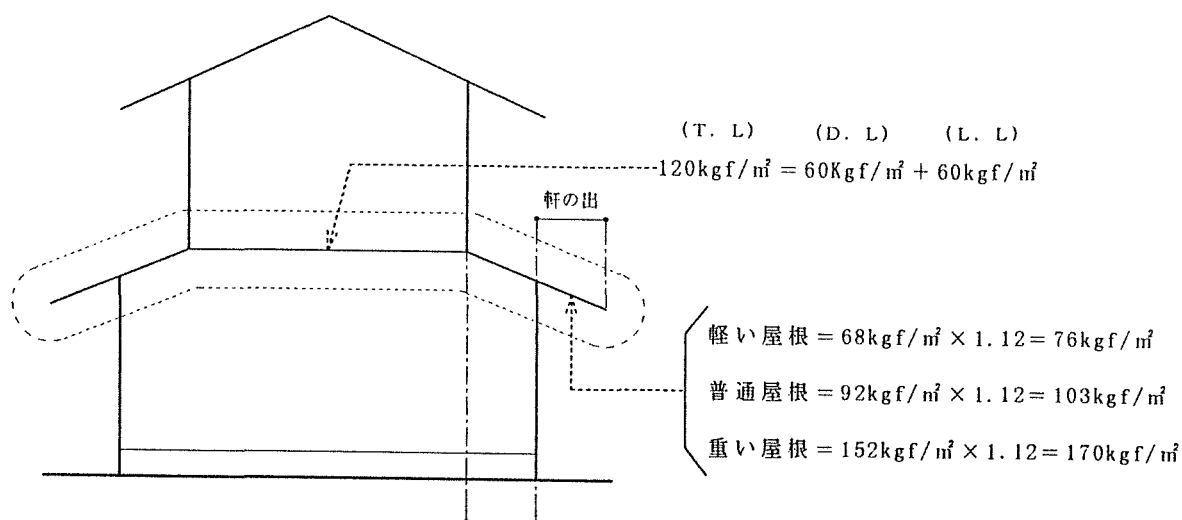 (T. L) (D. L) (L. L)
120kgf/㎡ = 60Kgf/㎡ + 60kgf/㎡
軒の出
軽い屋根 = 68kgf/㎡ × 1.12 = 76kgf/㎡
普通屋根 = 92kgf/㎡ × 1.12 = 103kgf/㎡
重い屋根 = 152kgf/㎡ × 1.12 = 170kgf/㎡